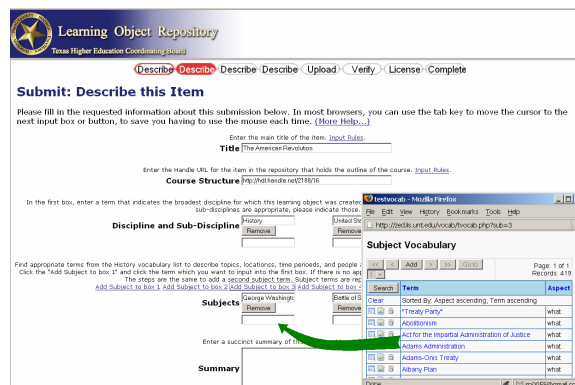 Learning Object Repository
Texas Higher Education Coordinating Board
Describe Describe Describe Describe Upload Verify License Complete
Submit: Describe this Item
Please fill in the requested information about this submission below. In most browsers, you can use the tab key to move the cursor to the
next input box or button, to save you having to use the mouse each time. (More Help...)
Enter the main title of the item. Input Rules.
Title The American Revolution
Enter the Handle URL for the item in the repository that holds the outline of the course. Input Rules.
Course Structure http://hdl.handle.net/2188/16
In the first box, enter a term that indicates the broadest discipline for which this learning object was created
sub-disciplines are appropriate, please indicate those.
Discipline and Sub-Discipline History United Sta
Remove Remove
Find appropriate terms from the History vocabulary list to describe topics, locations, time periods, and people
Click the "Add Subject to box 1" and click the term which you want to input into the first box. If there is no ap
The steps are the same to add a second subject term. Subject terms are rep
Add Subject to box 1 Add Subject to box 2 Add Subject to box 3 Add Subject to box 4
Subjects George Washingto Battle of S
Remove Remove
Enter a succinct summary of this
Summary
testvocab - Mozilla Firefox
File Edit View History Bookmarks Tools Help
http://zedilis.unt.edu/vocab/tvocab.php?sub=3
Subject Vocabulary
<< < Add > >> Go to Page: 1 of 1
1 Records: 419
Search Term Aspect
Clear Sorted By: Aspect ascending, Term ascending
"Treaty Party" what
Abolitionism what
Act for the Impartial Administration of Justice what
Adams Administration what
Adams-Onis Treaty what
Albany Plan what
Done